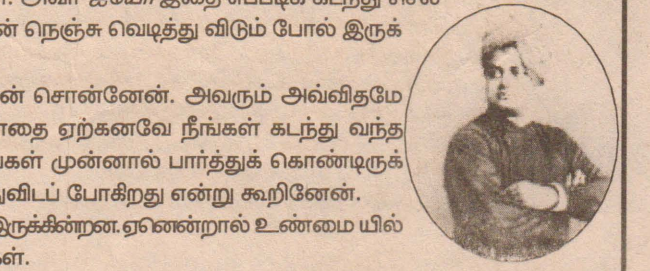 ன் நெஞ்சு வெடித்து விடும் போல் இருக்
ன் சொன்னேன். அவரும் அவ்விதமே
ாதை ஏற்கனவே நீங்கள் கடந்து வந்த
ங்கள் முன்னால் பார்த்துக் கொண்டிருக்
துவிடப் போகிறது என்று கூறினேன்.
இருக்கின்றன.ஏனென்றால் உண்மை யில்
கள்.